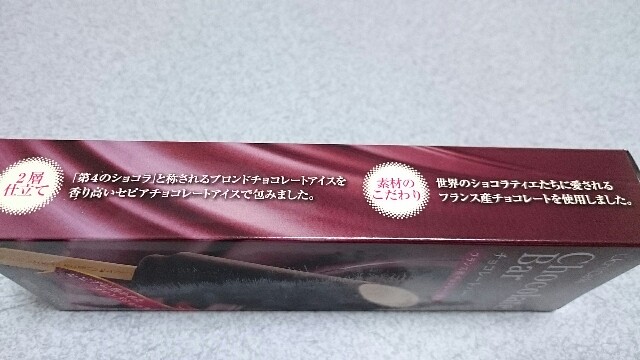 2層
仕立て
「第4のショコラ」と称されるブロンドチョコレートアイスを
香り高いセピアチョコレートアイスで包みました。
素材の
こだわり
世界のショコラティエたちに愛される
フランス産チョコレートを使用しました。
Bar